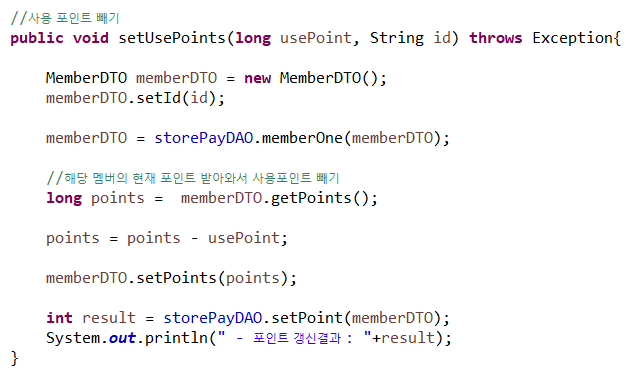 //사용 포인트 빼기
public void setUsePoints(long usePoint, String id) throws Exception{
MemberDTO memberDTO = new MemberDTO();
memberDTO.setId(id);
memberDTO = storePayDAO.memberOne(memberDTO);
//해당 멤버의 현재 포인트 받아와서 사용포인트 빼기
long points =  memberDTO.getPoints();
points = points - usePoint;
memberDTO.setPoints(points);
int result = storePayDAO.setPoint(memberDTO);
System.out.println(" - 포인트 갱신결과 : "+result);
}